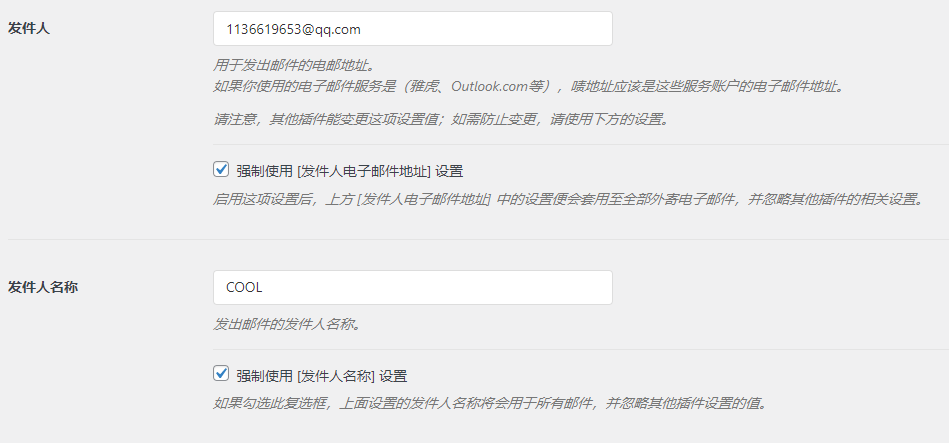 发件人
1136619653@qq.com
用于发出邮件的电邮地址。
如果你使用的电子邮件服务是（雅虎、Outlook.com等），啧地址应该是这些服务账户的电子邮件地址。
请注意，其他插件能变更这项设置值；如需防止变更，请使用下方的设置。
强制使用 [发件人电子邮件地址] 设置
启用这项设置后，上方 [发件人电子邮件地址] 中的设置便会套用至全部外寄电子邮件，并忽略其他插件的相关设置。
发件人名称
COOL
发出邮件的发件人名称。
强制使用 [发件人名称] 设置
如果勾选此复选框，上面设置的发件人名称将会用于所有邮件，并忽略其他插件设置的值。